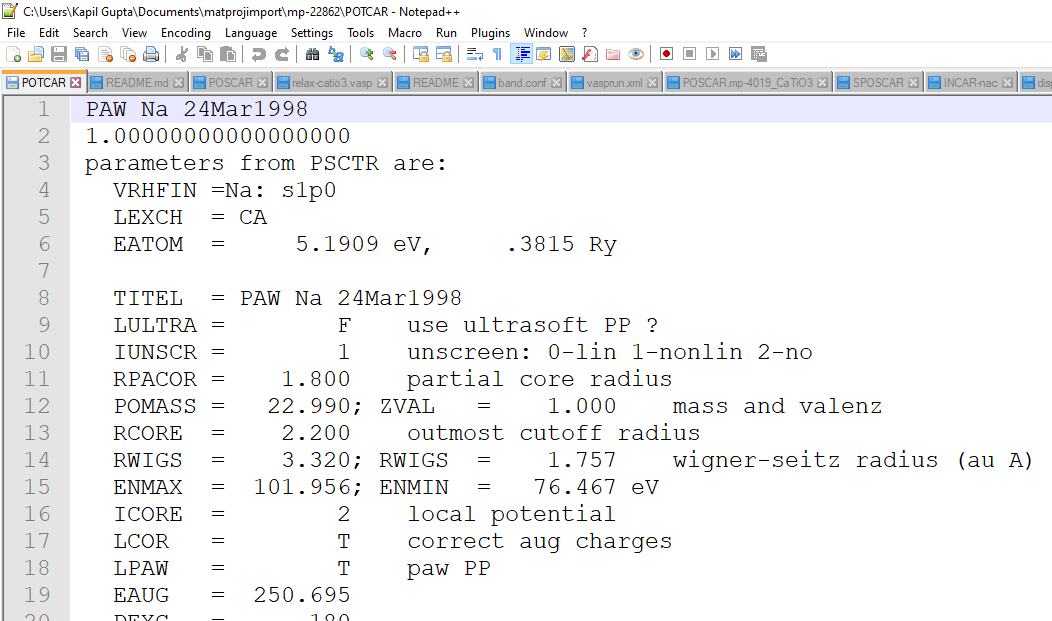 C:\Users\Kapil Gupta\Documents\matprojimport\mp-22862\POTCAR - Notepad++
File Edit Search View Encoding Language Settings Tools Macro Run Plugins Window ?
POTCAR README.md POSCAR relax-catio3.vasp README band.conf vasprun.xml POSCAR.mp-4019_CaTiO3 SPOSCAR INCAR-nac
1 PAW Na 24Mar1998
2 1.00000000000000000
3 parameters from PSCTR are:
4 VRHFIN =Na: s1p0
5 LEXCH = CA
6 EATOM = 5.1909 eV, .3815 Ry
7
8 TITEL = PAW Na 24Mar1998
9 LULTRA = F use ultrasoft PP ?
10 IUNSCR = 1 unscreen: 0-lin 1-nonlin 2-no
11 RPACOR = 1.800 partial core radius
12 POMASS = 22.990; ZVAL = 1.000 mass and valenz
13 RCORE = 2.200 outmost cutoff radius
14 RWIGS = 3.320; RWIGS = 1.757 wigner-seitz radius (au A)
15 ENMAX = 101.956; ENMIN = 76.467 eV
16 ICORE = 2 local potential
17 LCOR = T correct aug charges
18 LPAW = T paw PP
19 EAUG = 250.695